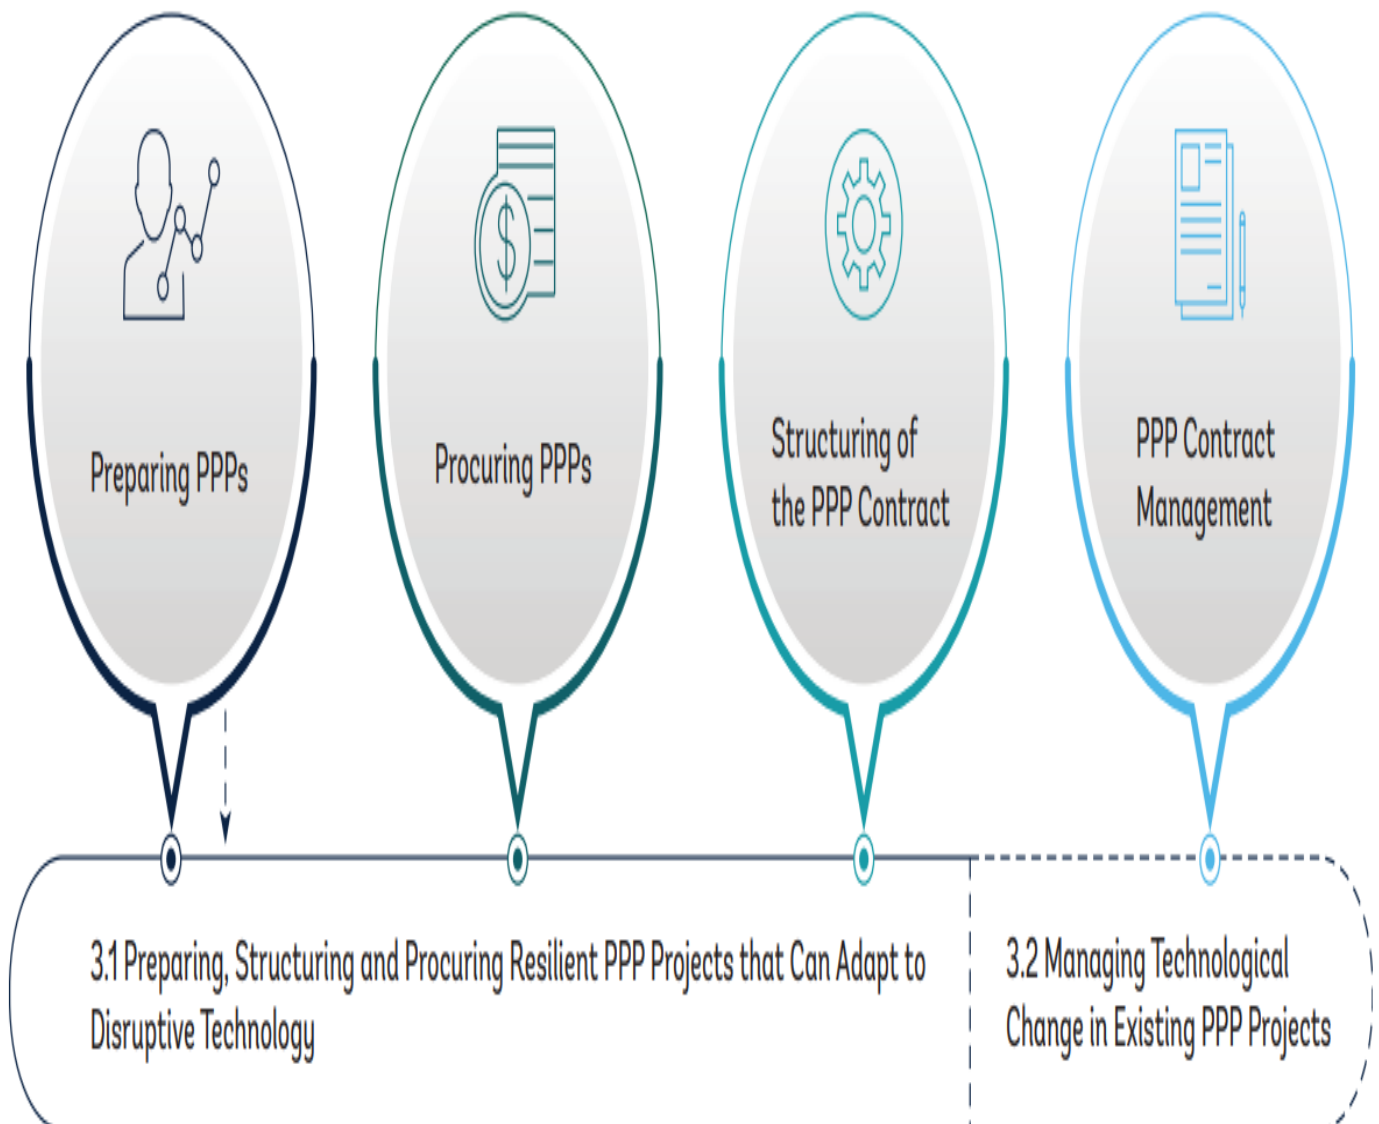 Preparing PPPs
Procuring PPPs
Structuring of
the PPP Contract
PPP Contract
Management
$
3.1 Preparing, Structuring and Procuring Resilient PPP Projects that Can Adapt to
Disruptive Technology
3.2 Managing Technological
Change in Existing PPP Projects